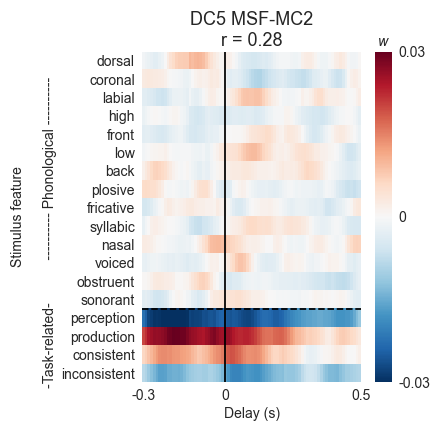 DC5 MSF-MC2
r = 0.28
w
dorsal
coronal
labial
high
front
low
back
plosive
fricative
syllabic
nasal
voiced
obstruent
sonorant
perception
production
consistent
inconsistent
Stimulus feature
-Task-related- ---------- Phonological ----------
0.03
0
-0.03
-0.3 0 0.5
Delay (s)